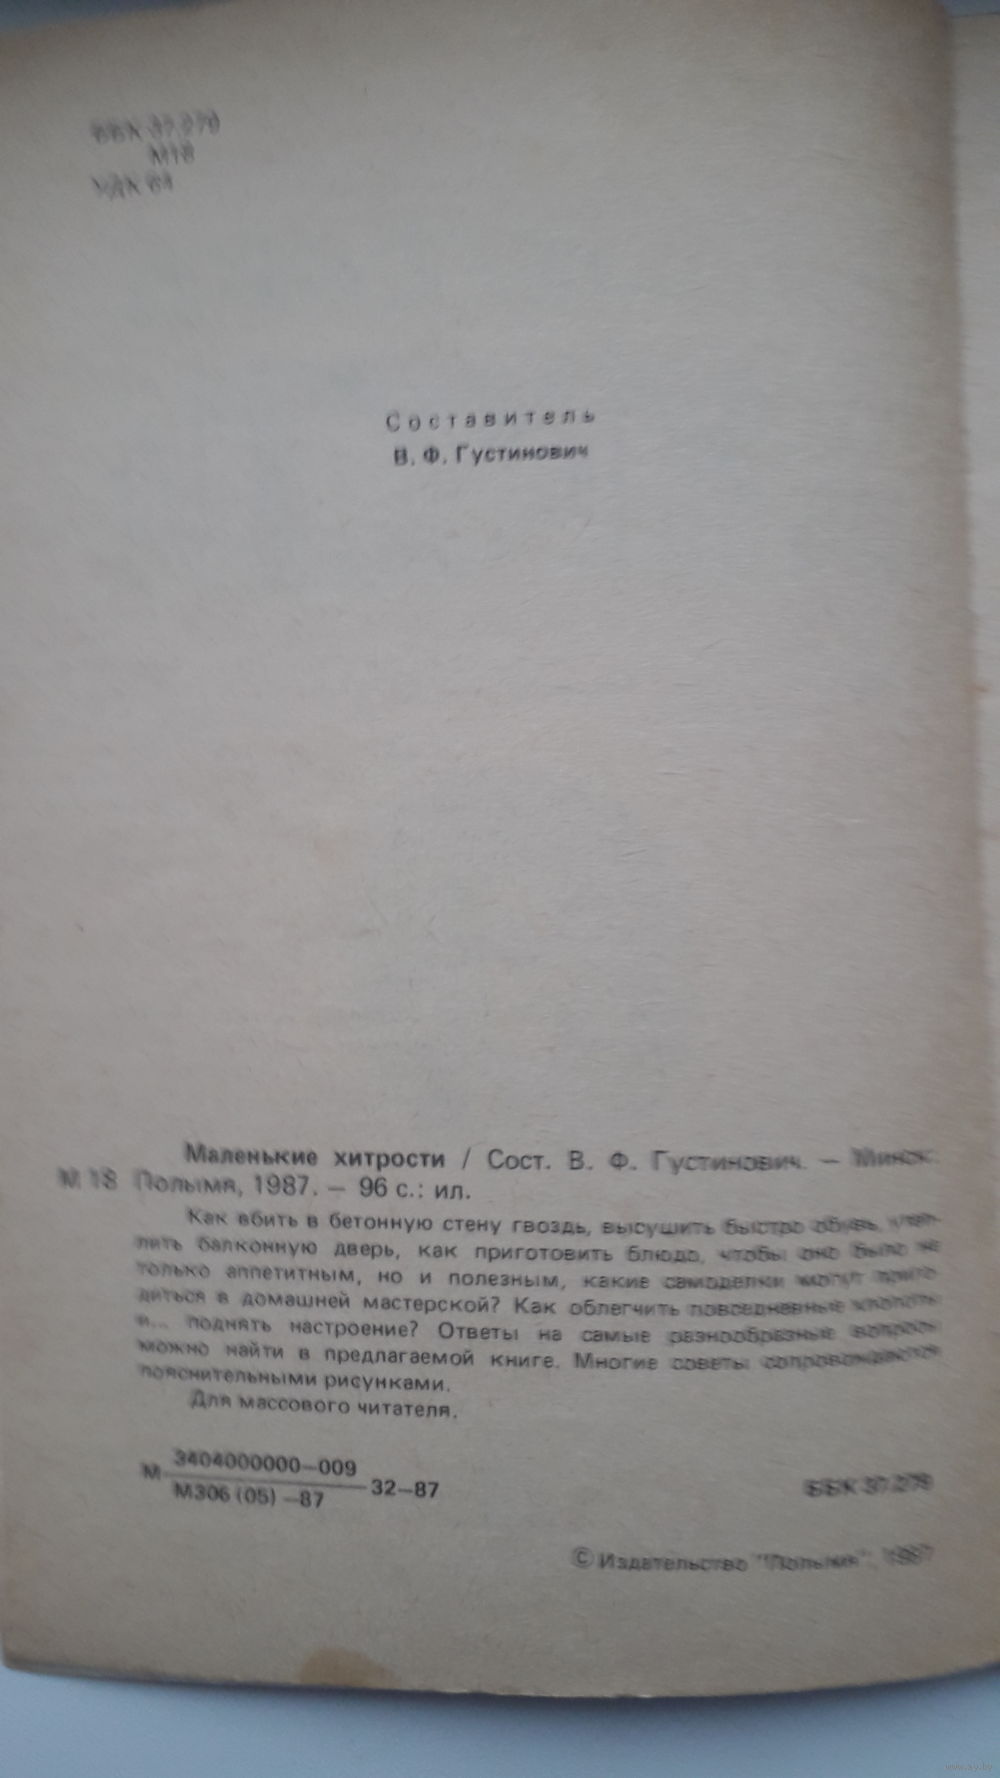 ББК 37.279
М18
УДК 64
Составитель
В. Ф. Густинович
Маленькие хитрости / Сост. В. Ф. Густинович. — Минск:
М 18 Полымя, 1987. — 96 с.: ил.
Как вбить в бетонную стену гвоздь, высушить быстро обувь, утеп-
лить балконную дверь, как приготовить блюдо, чтобы оно было не
только аппетитным, но и полезным, какие самоделки могут приго-
диться в домашней мастерской? Как облегчить повседневные хлопоты
и... поднять настроение? Ответы на самые разнообразные вопросы
можно найти в предлагаемой книге. Многие советы сопровождаются
пояснительными рисунками.
Для массового читателя.
М 3404000000—009
М306 (05) —87 32—87
ББК 37.279
© Издательство "Полымя", 1987
www.ay.by